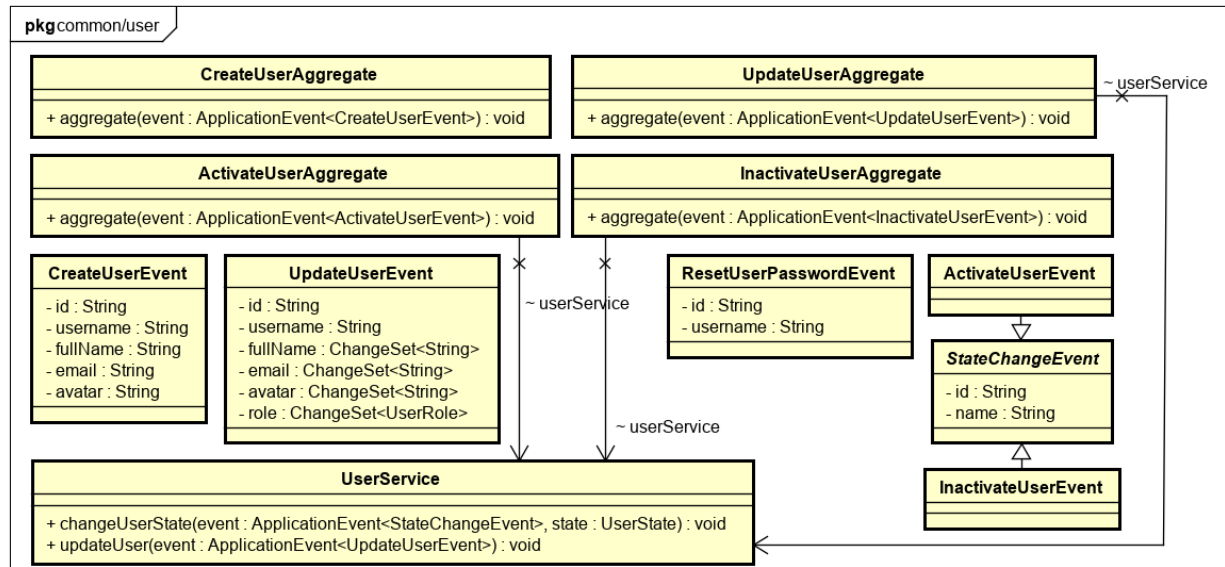 pkg common/user
CreateUserAggregate
+ aggregate(event : ApplicationEvent<CreateUserEvent>) : void
UpdateUserAggregate
+ aggregate(event : ApplicationEvent<UpdateUserEvent>) : void
~ userService
ActivateUserAggregate
+ aggregate(event : ApplicationEvent<ActivateUserEvent>) : void
InactivateUserAggregate
+ aggregate(event : ApplicationEvent<InactivateUserEvent>) : void
CreateUserEvent
- id : String
- username : String
- fullName : String
- email : String
- avatar : String
UpdateUserEvent
- id : String
- username : String
- fullName : ChangeSet<String>
- email : ChangeSet<String>
- avatar : ChangeSet<String>
- role : ChangeSet<UserRole>
~ userService
~ userService
ResetUserPasswordEvent
- id : String
- username : String
ActivateUserEvent
StateChangeEvent
- id : String
- name : String
InactivateUserEvent
UserService
+ changeUserState(event : ApplicationEvent<StateChangeEvent>, state : UserState) : void
+ updateUser(event : ApplicationEvent<UpdateUserEvent>) : void